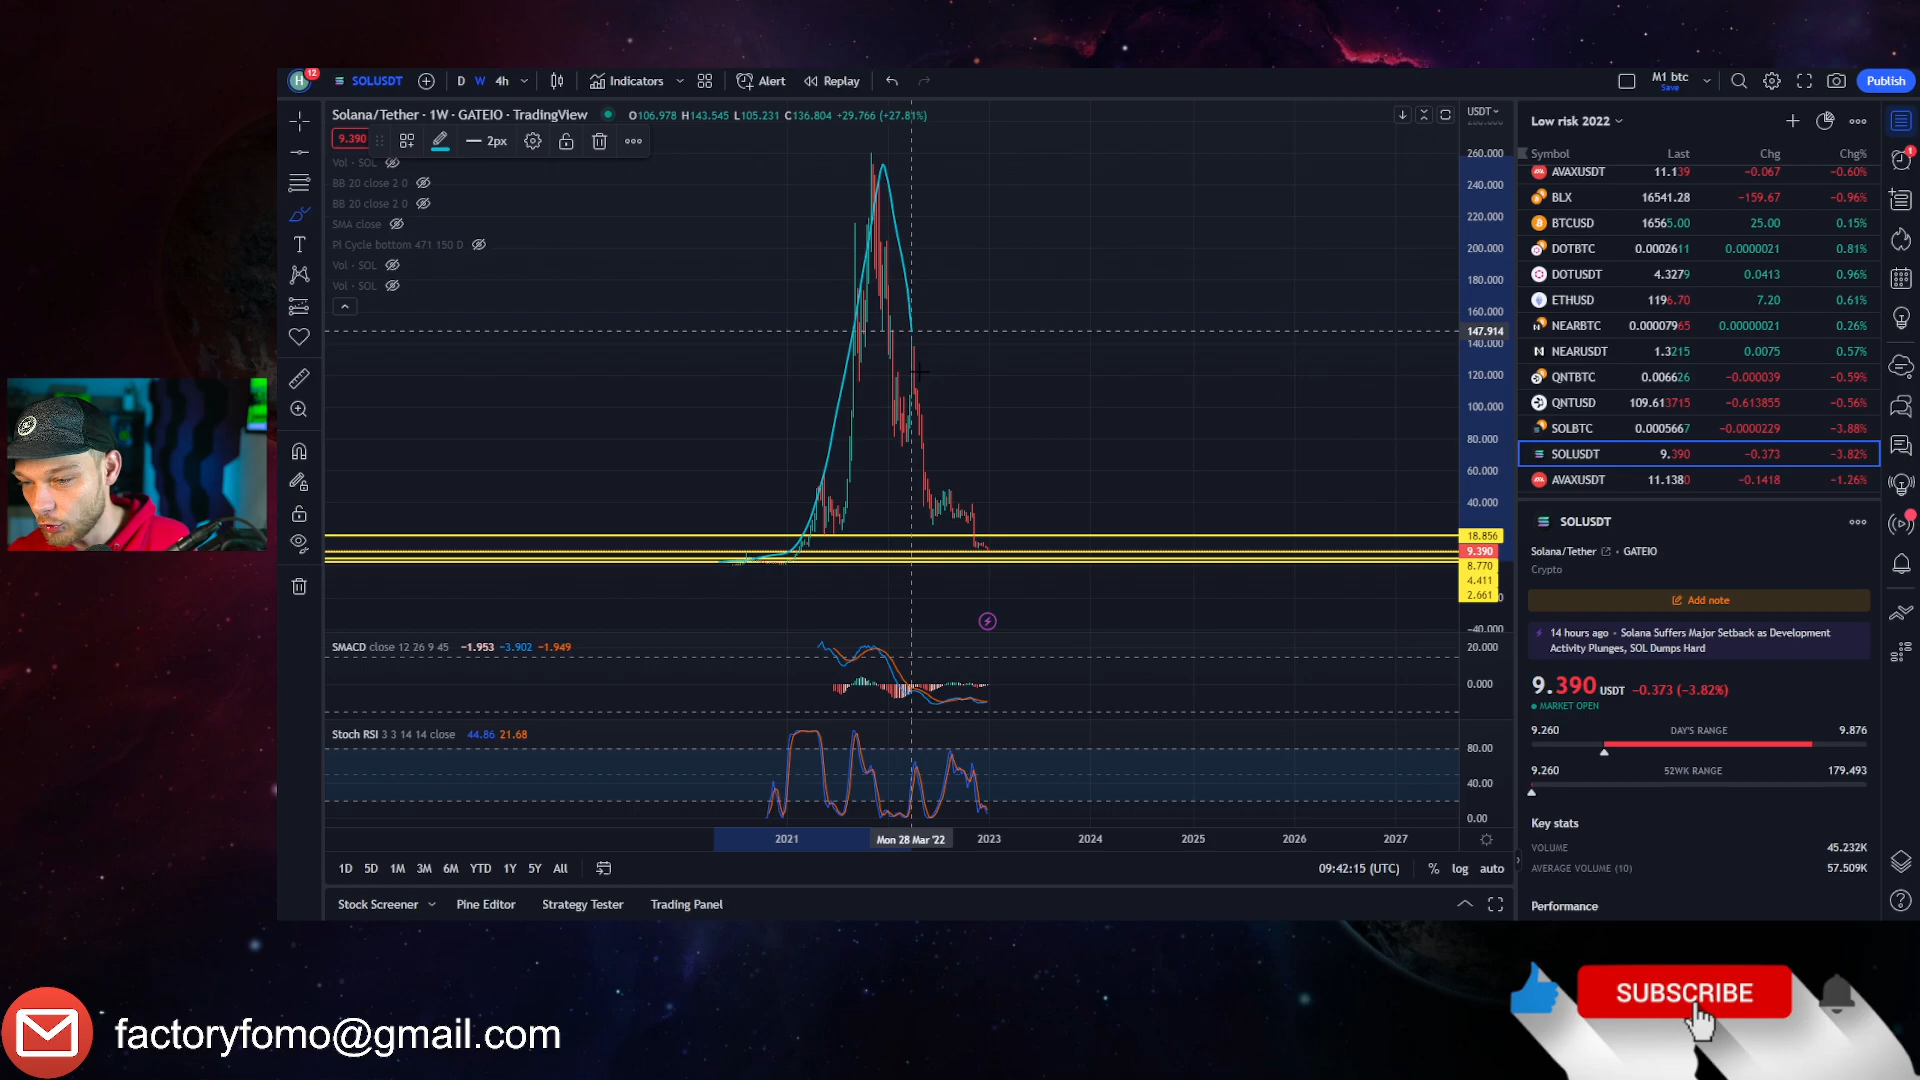 H 12 SOLUSDT D W 4h Indicators Alert Replay M1 btc Save Publish
Solana/Tether · 1W · GATEIO · TradingView O106.978 H143.545 L105.231 C136.804 +29.766 (+27.81%)
9.390 2px
Vol · SOL
BB 20 close 2 0
BB 20 close 2 0
SMA close
PI Cycle bottom 471 150 D
Vol · SOL
Vol · SOL
USDT
260.000
240.000
220.000
200.000
180.000
160.000
147.914
140.000
120.000
100.000
80.000
60.000
40.000
18.856
9.390
8.770
4.411
2.661
−40.000
SMACD close 12 26 9 45 −1.953 −3.902 −1.949
20.000
0.000
Stoch RSI 3 3 14 14 close 44.86 21.68
80.00
40.00
0.00
2021 Mon 28 Mar '22 2023 2024 2025 2026 2027
1D 5D 1M 3M 6M YTD 1Y 5Y All 09:42:15 (UTC) % log auto
Stock Screener Pine Editor Strategy Tester Trading Panel
Low risk 2022
Symbol Last Chg Chg%
AVAXUSDT 11.139 −0.067 −0.60%
BLX 16541.28 −159.67 −0.96%
BTCUSD 16565.00 25.00 0.15%
DOTBTC 0.0002611 0.0000021 0.81%
DOTUSDT 4.3279 0.0413 0.96%
ETHUSD 1196.70 7.20 0.61%
NEARBTC 0.00007965 0.00000021 0.26%
NEARUSDT 1.3215 0.0075 0.57%
QNTBTC 0.006626 −0.000039 −0.59%
QNTUSD 109.613715 −0.613855 −0.56%
SOLBTC 0.0005667 −0.0000229 −3.88%
SOLUSDT 9.390 −0.373 −3.82%
AVAXUSDT 11.1380 −0.1418 −1.26%
SOLUSDT
Solana/Tether · GATEIO
Crypto
Add note
14 hours ago · Solana Suffers Major Setback as Development
Activity Plunges, SOL Dumps Hard
9.390 USDT −0.373 (−3.82%)
MARKET OPEN
9.260 DAY'S RANGE 9.876
9.260 52WK RANGE 179.493
Key stats
VOLUME 45.232K
AVERAGE VOLUME (10) 57.509K
Performance
1
factoryfomo@gmail.com
SUBSCRIBE